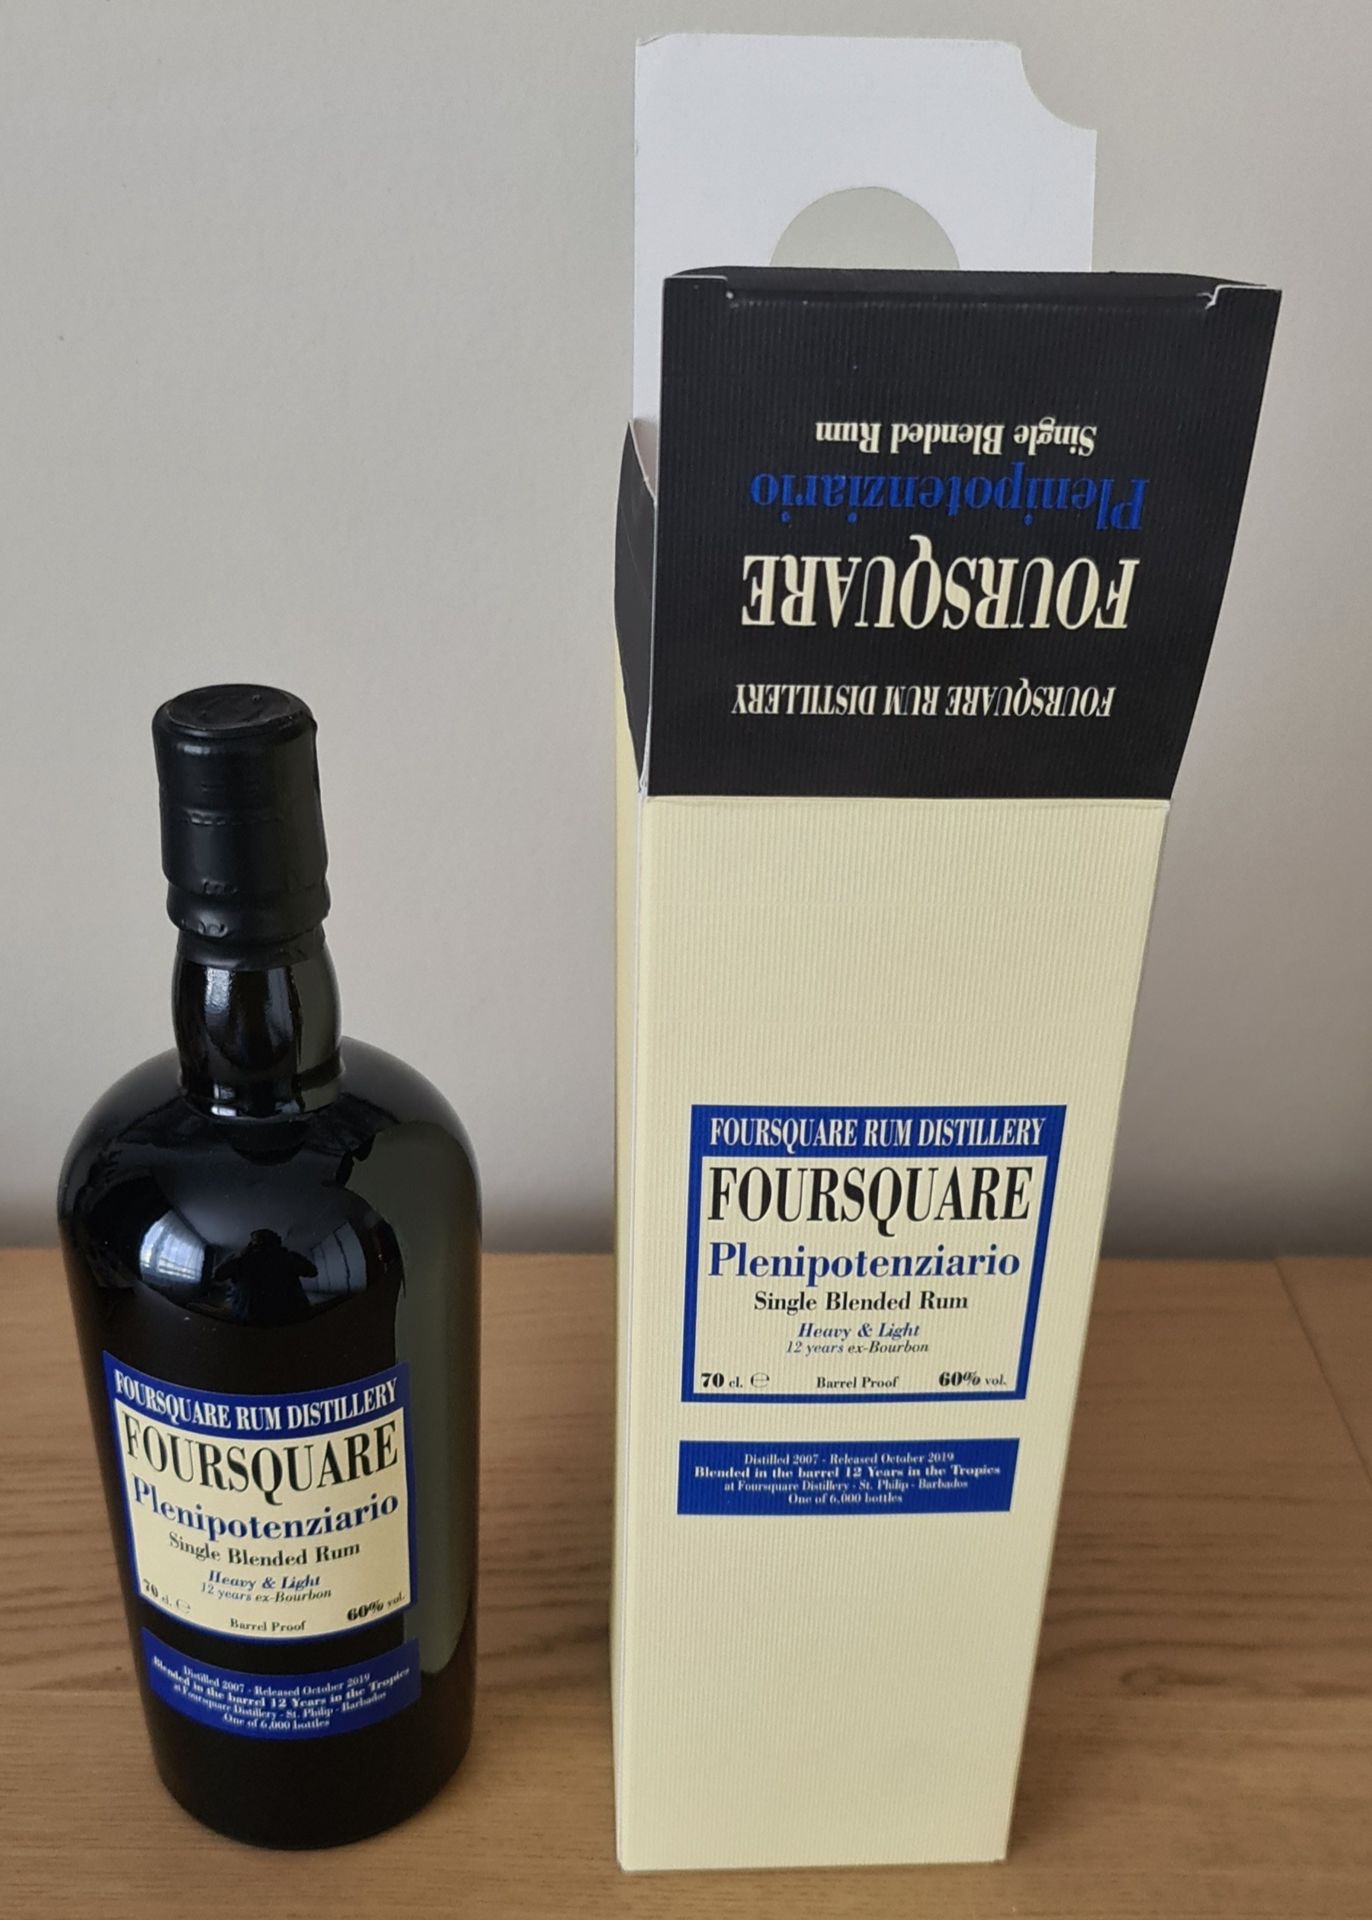 Single Blended Rum
Plenipotenziario
FOURSQUARE
FOURSQUARE RUM DISTILLERY
FOURSQUARE RUM DISTILLERY
FOURSQUARE
Plenipotenziario
Single Blended Rum
Heavy & Light
12 years ex-Bourbon
70 cl. ℮ Barrel Proof 60% vol.
Distilled 2007 - Released October 2019
Blended in the barrel 12 Years in the Tropics
at Foursquare Distillery - St. Philip - Barbados
One of 6,000 bottles
FOURSQUARE RUM DISTILLERY
FOURSQUARE
Plenipotenziario
Single Blended Rum
Heavy & Light
12 years ex-Bourbon
70 cl. ℮ Barrel Proof 60% vol.
Distilled 2007 - Released October 2019
Blended in the barrel 12 Years in the Tropics
at Foursquare Distillery - St. Philip - Barbados
One of 6,000 bottles